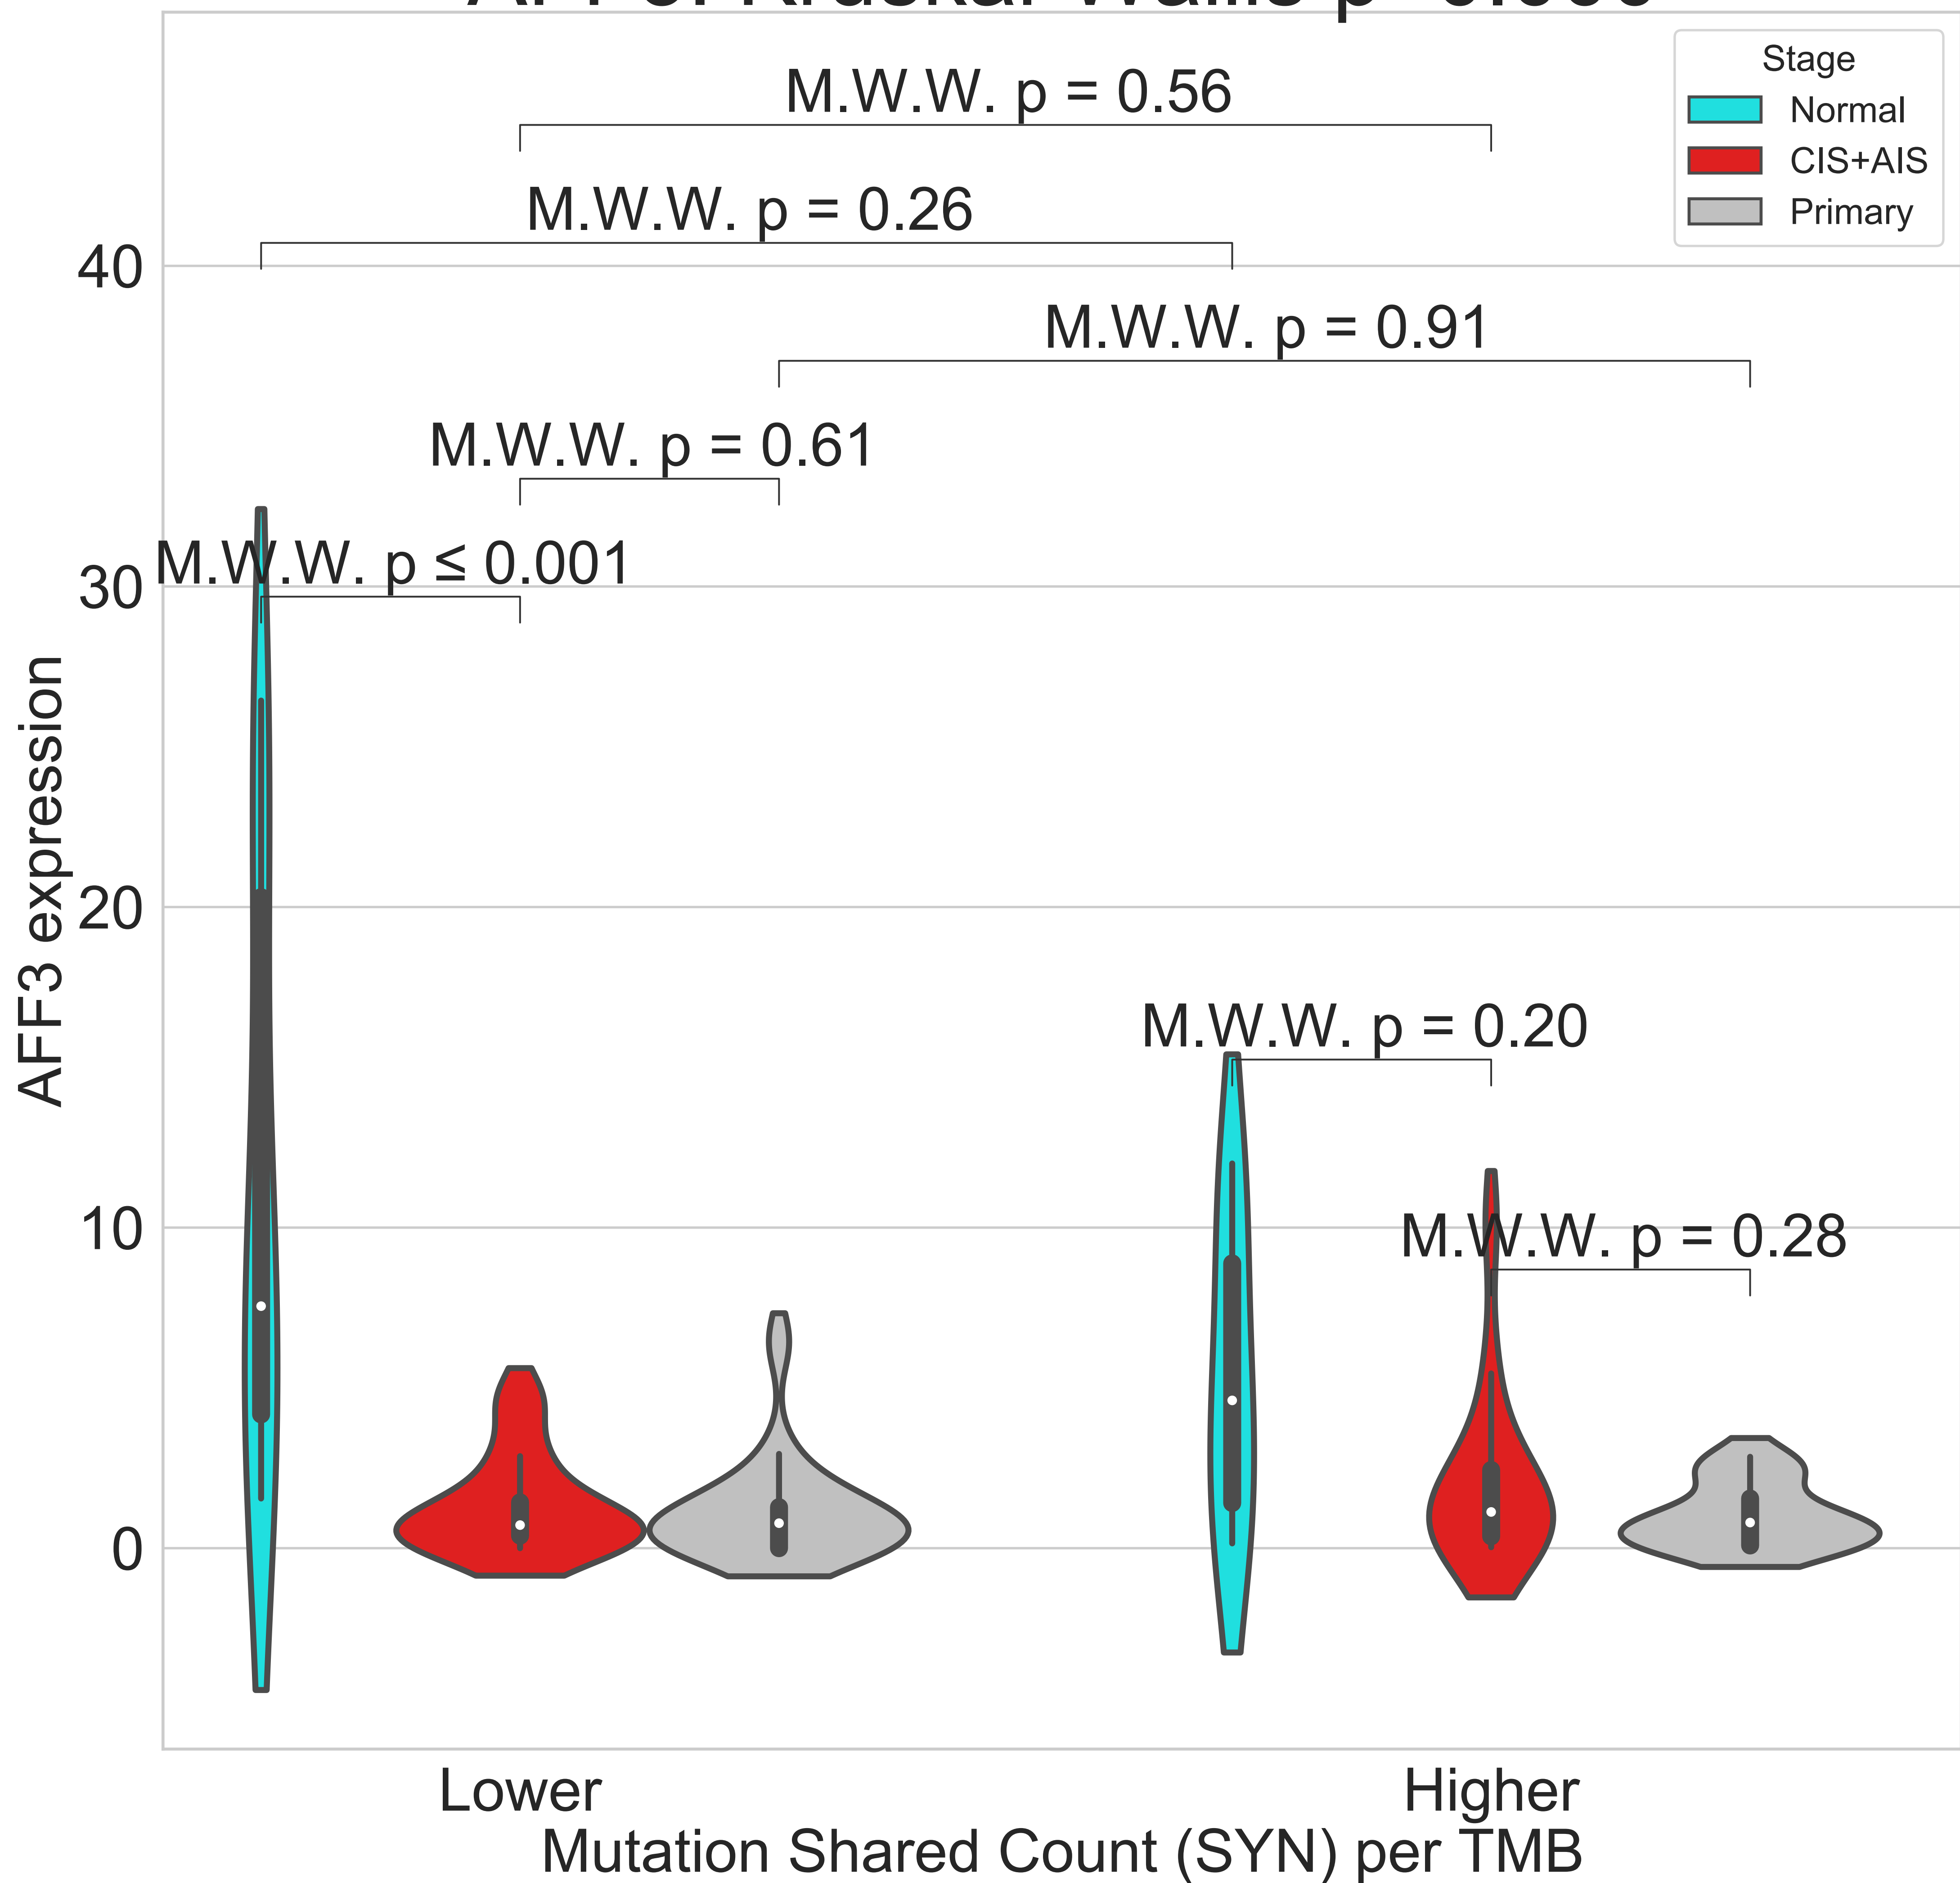 Stage
Normal
CIS+AIS
Primary
M.W.W. p = 0.56
M.W.W. p = 0.26
M.W.W. p = 0.91
M.W.W. p = 0.61
M.W.W. p ≤ 0.001
M.W.W. p = 0.20
M.W.W. p = 0.28
40
30
20
10
0
AFF3 expression
Lower
Higher
Mutation Shared Count (SYN) per TMB